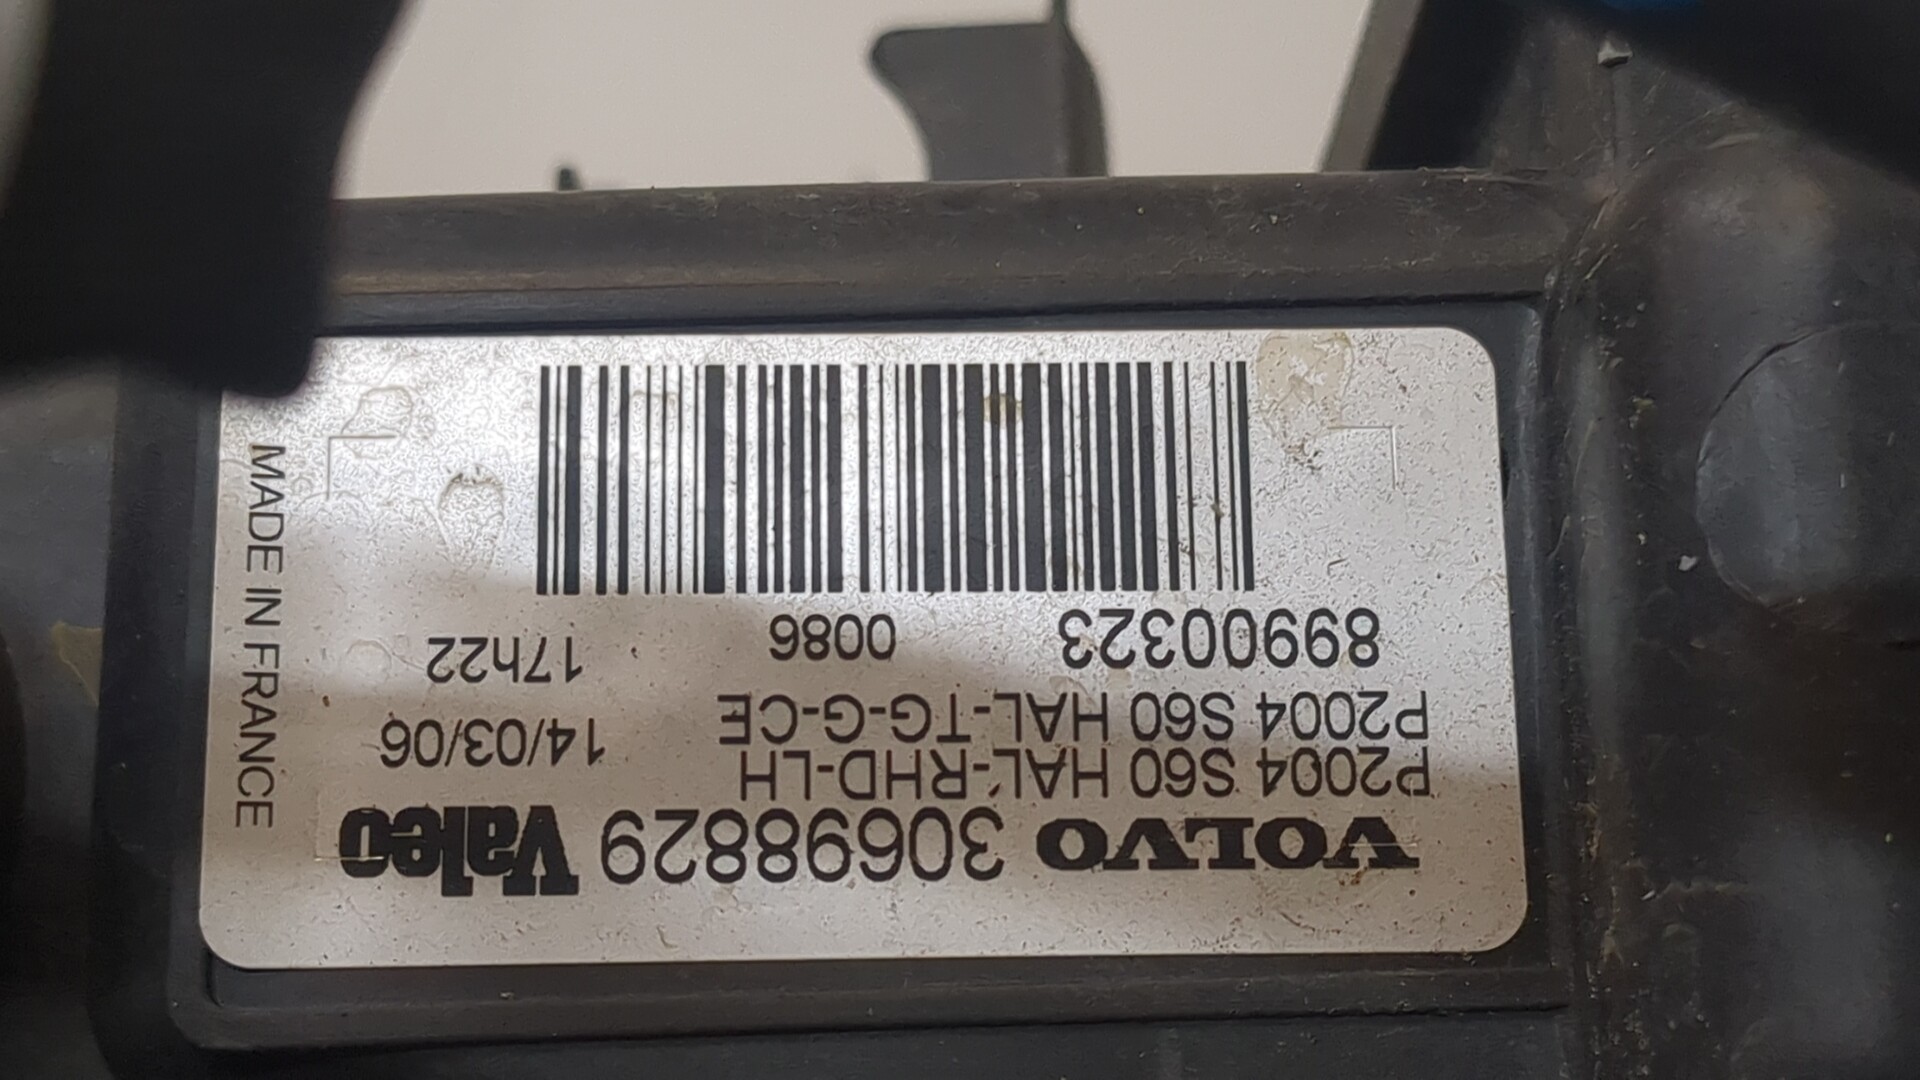 VOLVO 30698829 Valeo
P2004 S60 HAL-RHD-LH
P2004 S60 HAL-TG-G-CE
14/03/06
89900323 0086 17h22
MADE IN FRANCE